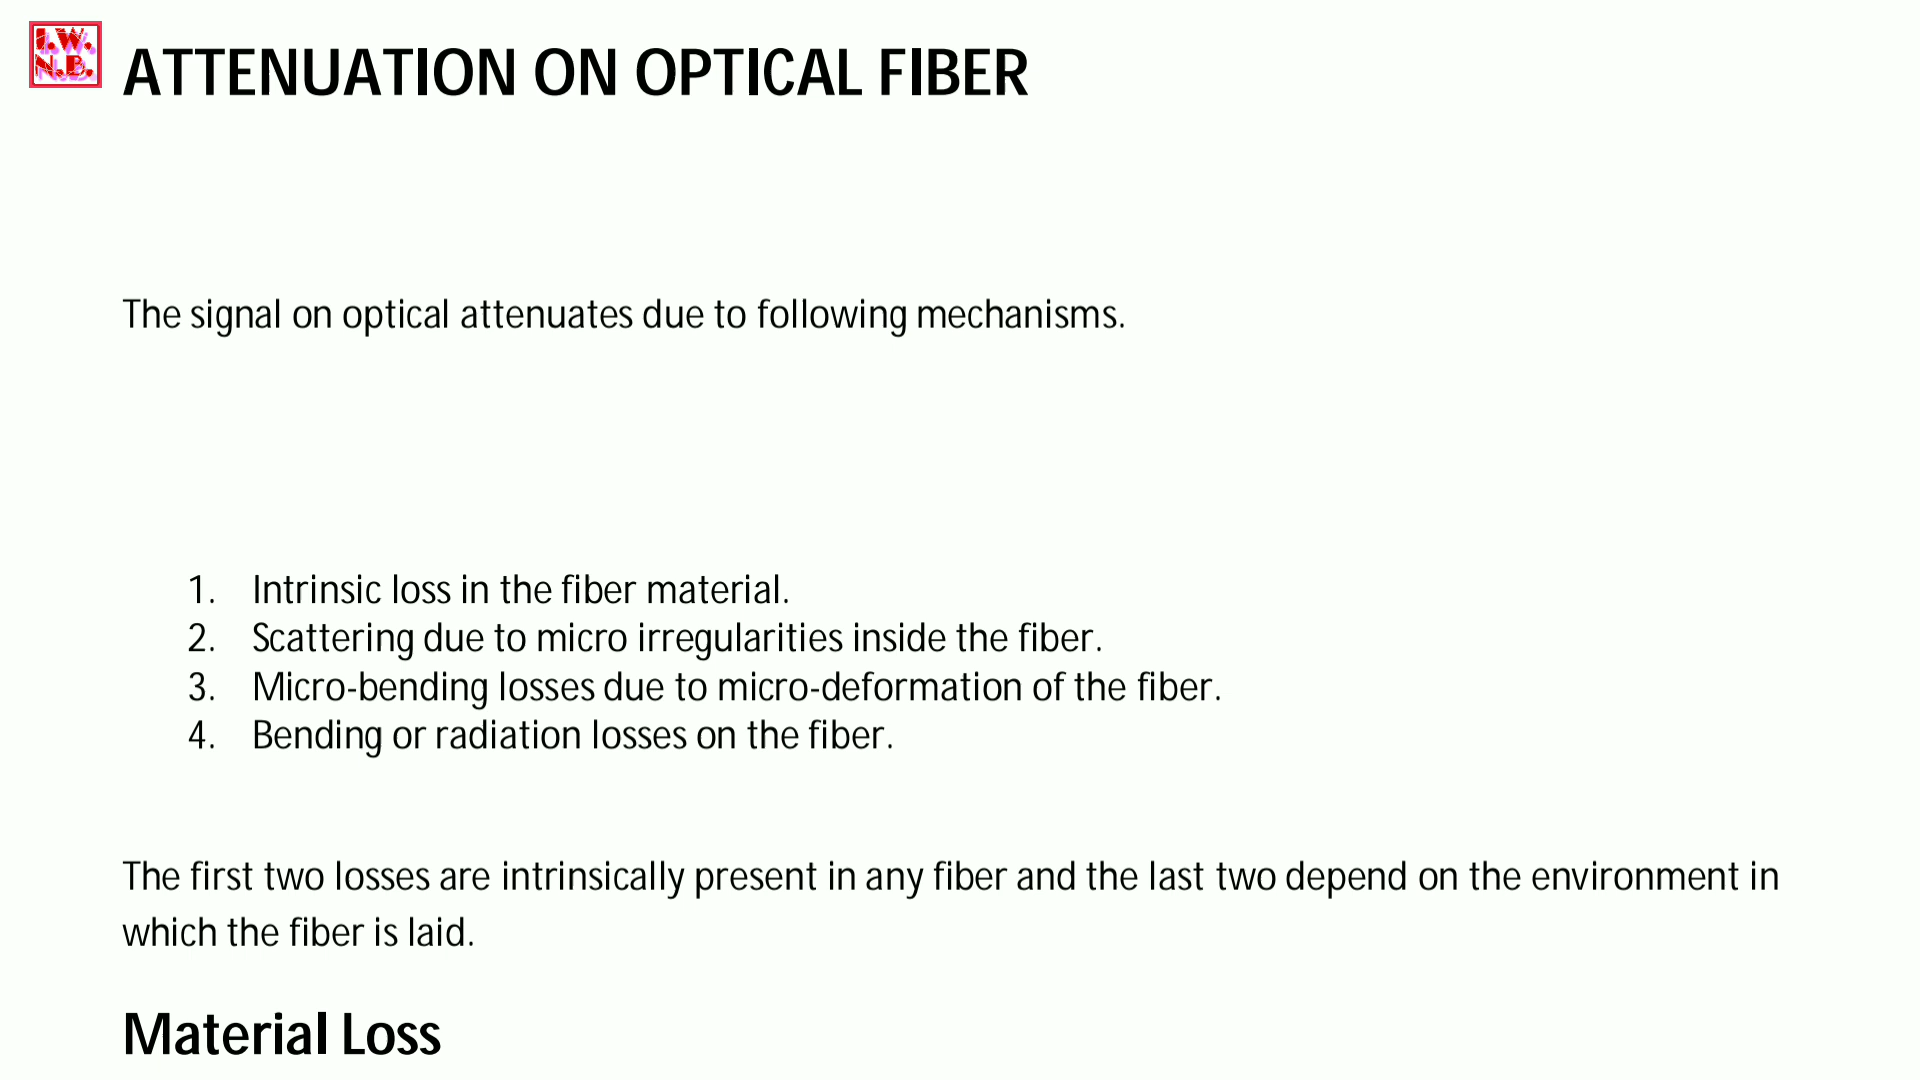 I.W.
N.B.
ATTENUATION ON OPTICAL FIBER
The signal on optical attenuates due to following mechanisms.
1. Intrinsic loss in the fiber material.
2. Scattering due to micro irregularities inside the fiber.
3. Micro-bending losses due to micro-deformation of the fiber.
4. Bending or radiation losses on the fiber.
The first two losses are intrinsically present in any fiber and the last two depend on the environment in
which the fiber is laid.
Material Loss